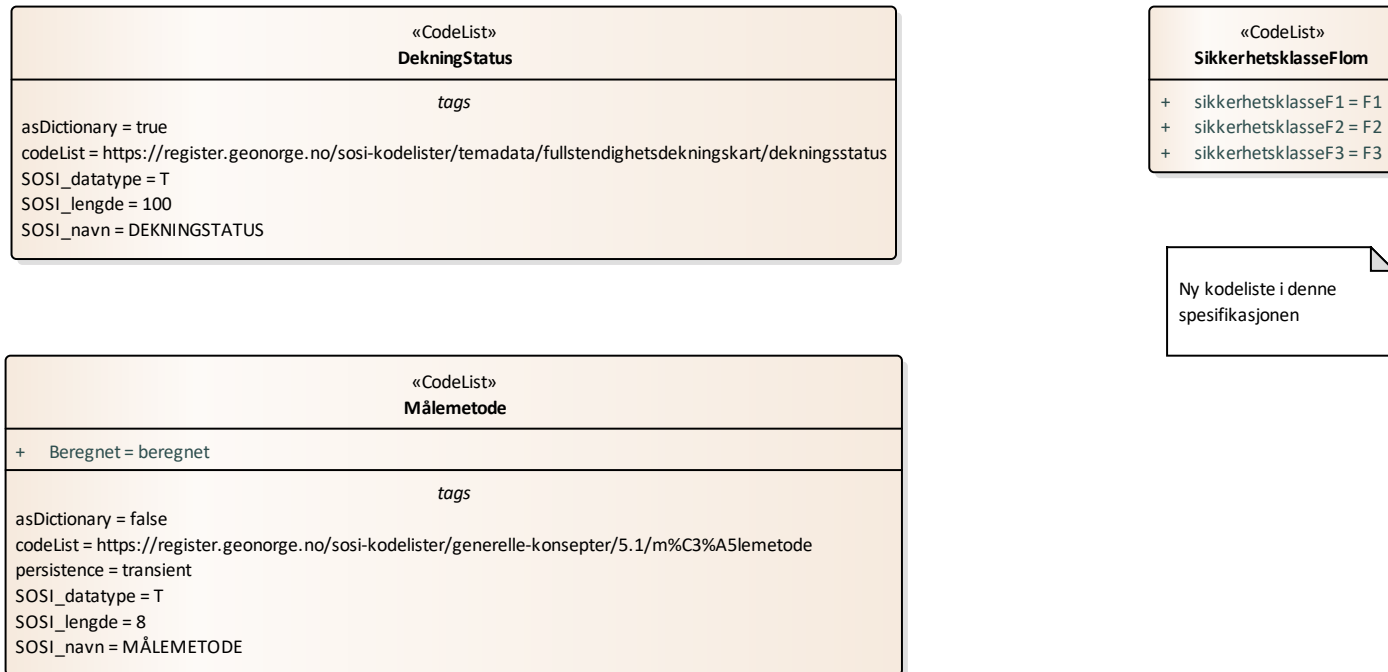 «CodeList»
DekningStatus
tags
asDictionary = true
codeList = https://register.geonorge.no/sosi-kodelister/temadata/fullstendighetsdekningskart/dekningsstatus
SOSI_datatype = T
SOSI_lengde = 100
SOSI_navn = DEKNINGSTATUS
«CodeList»
SikkerhetsklasseFlom
+ sikkerhetsklasseF1 = F1
+ sikkerhetsklasseF2 = F2
+ sikkerhetsklasseF3 = F3
Ny kodeliste i denne
spesifikasjonen
«CodeList»
Målemetode
+ Beregnet = beregnet
tags
asDictionary = false
codeList = https://register.geonorge.no/sosi-kodelister/generelle-konsepter/5.1/m%C3%A5lemetode
persistence = transient
SOSI_datatype = T
SOSI_lengde = 8
SOSI_navn = MÅLEMETODE